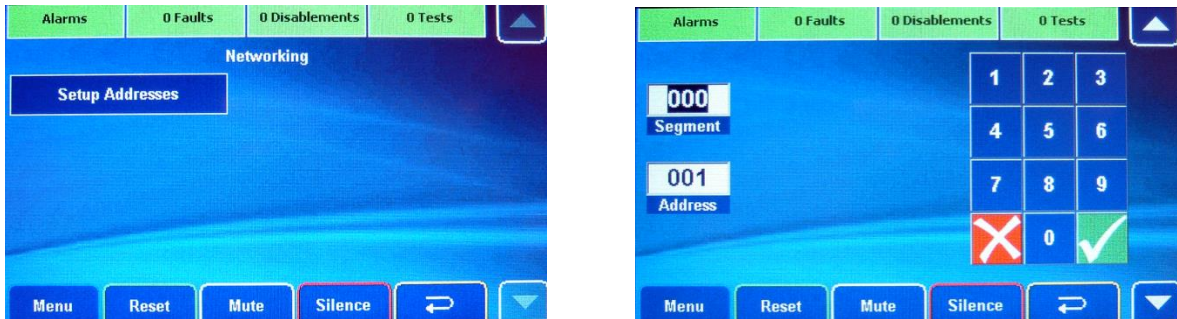 Alarms 0 Faults 0 Disablements 0 Tests
Networking
Setup Addresses
Menu Reset Mute Silence
Alarms 0 Faults 0 Disablements 0 Tests
1 2 3
000
Segment
4 5 6
001
7 8 9
Address
0
Menu Reset Mute Silence